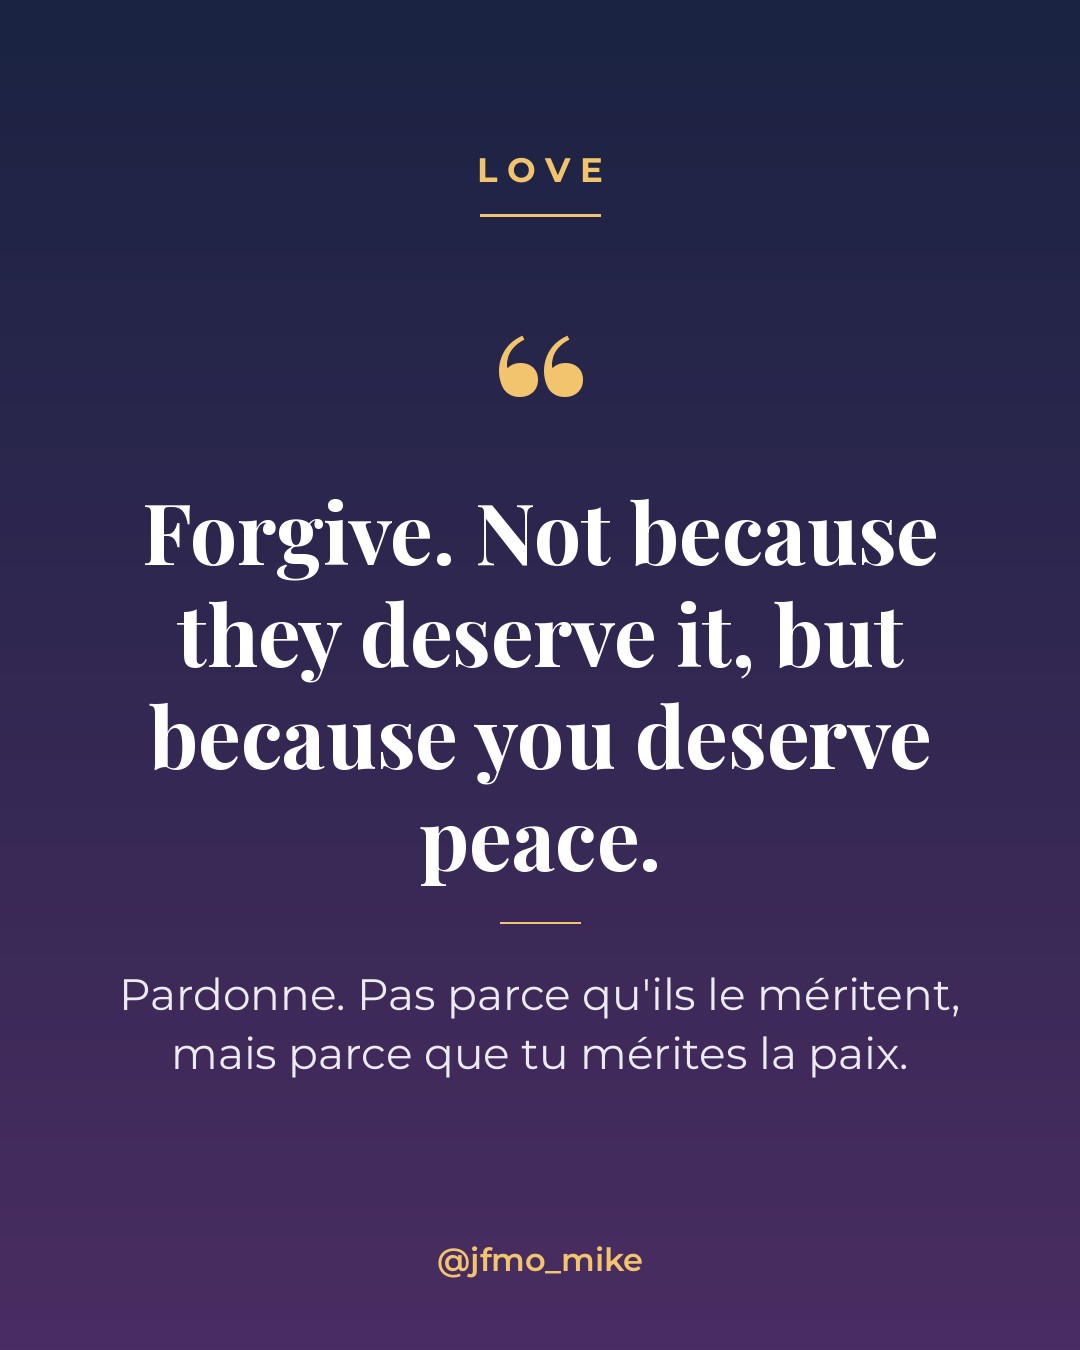 LOVE
“
Forgive. Not because
they deserve it, but
because you deserve
peace.
Pardonne. Pas parce qu'ils le méritent,
mais parce que tu mérites la paix.
@jfmo_mike